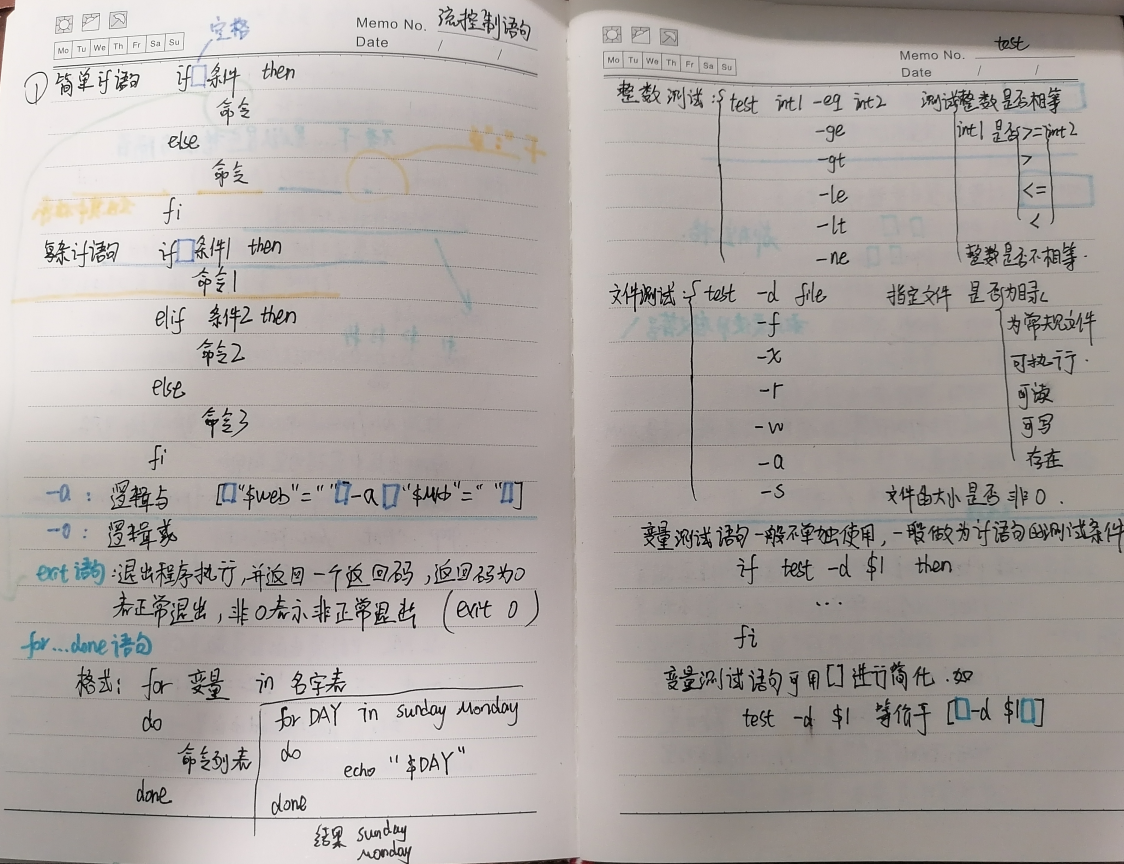 空格
Memo No. 流控制语句
Mo Tu We Th Fr Sa Su
Date / /
① 简单if语句 if□条件 then
命令
else
命令
fi
多条if语句 if□条件1 then
命令1
elif 条件2 then
命令2
else
命令3
fi
-a: 逻辑与 [□"$web"=" "□-a□"$web"=" "□]
-o: 逻辑或
exit语句:退出程序执行,并返回一个返回码,返回码为0
表正常退出,非0表示非正常退出 (exit 0)
for...done语句
格式: for 变量 in 名字表
do
命令列表
done
for DAY in sunday Monday
do
echo "$DAY"
done
结果 sunday
Monday
Memo No. test
Mo Tu We Th Fr Sa Su
Date / /
整数测试:{test int1 -eq int2 测试整数是否相等
-ge int1是否>=int2
-gt >
-le <=
-lt <
-ne 整数是否不相等.
文件测试:{test -d file 指定文件 是否为目录
-f 为常规文件
-x 可执行.
-r 可读
-w 可写
-a 存在
-s 文件的大小是否非0.
变量测试语句一般不单独使用,一般做为if语句的测试条件
if test -d $1 then
...
fi
变量测试语句可用[]进行简化.如
test -d $1 等价于 [□-d $1□]